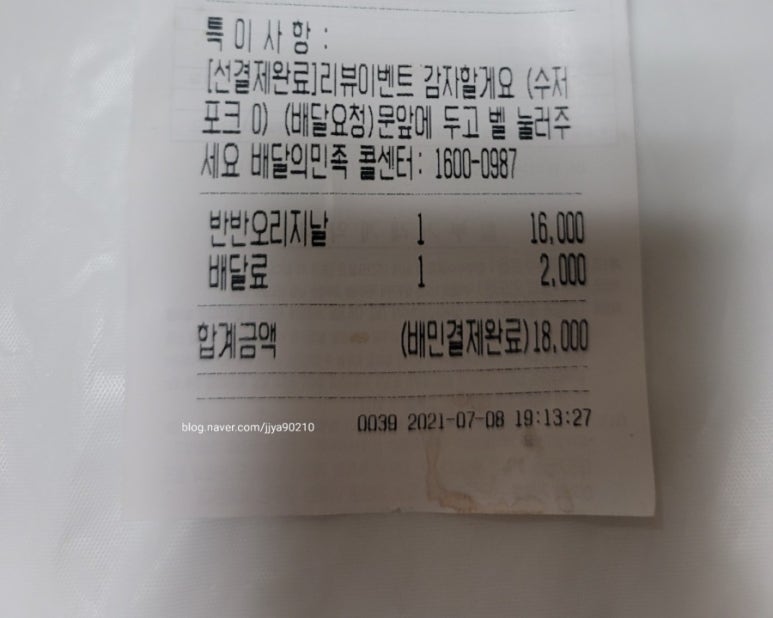 특이사항:
[선결제완료]리뷰이벤트 감자할게요 (수저
포크 O) (배달요청)문앞에 두고 벨 눌러주
세요 배달의민족 콜센터: 1600-0987
반반오리지날 1 16,000
배달료 1 2,000
합계금액 (배민결제완료)18,000
0039 2021-07-08 19:13:27
blog.naver.com/jjya90210